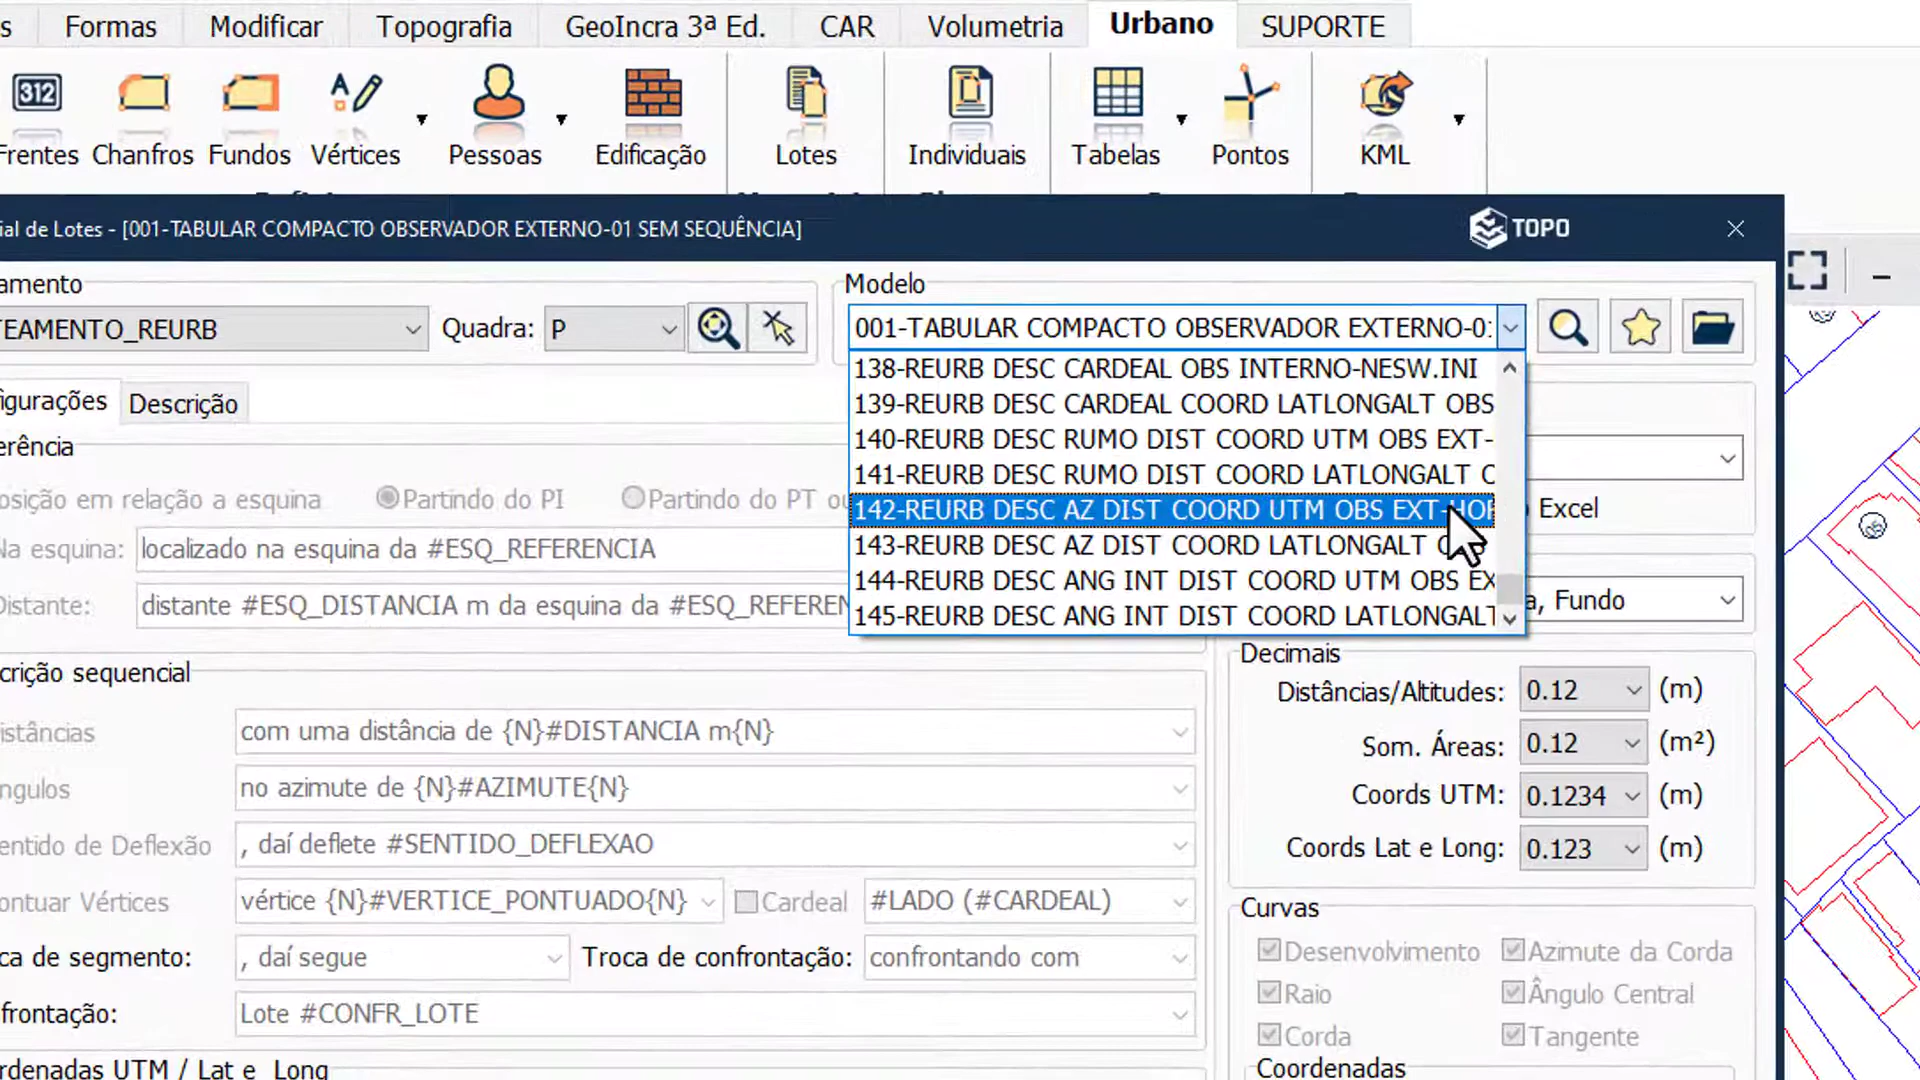 s Formas Modificar Topografia GeoIncra 3ª Ed. CAR Volumetria Urbano SUPORTE
312
Frentes Chanfros Fundos Vértices Pessoas Edificação Lotes Individuais Tabelas Pontos KML
ial de Lotes - [001-TABULAR COMPACTO OBSERVADOR EXTERNO-01 SEM SEQUÊNCIA]
TOPO
amento
TEAMENTO_REURB
Quadra: P
Modelo
001-TABULAR COMPACTO OBSERVADOR EXTERNO-01
138-REURB DESC CARDEAL OBS INTERNO-NESW.INI
139-REURB DESC CARDEAL COORD LATLONGALT OBS
140-REURB DESC RUMO DIST COORD UTM OBS EXT-
141-REURB DESC RUMO DIST COORD LATLONGALT O
142-REURB DESC AZ DIST COORD UTM OBS EXT-HOR
143-REURB DESC AZ DIST COORD LATLONGALT
144-REURB DESC ANG INT DIST COORD UTM OBS EX
145-REURB DESC ANG INT DIST COORD LATLONGALT
figurações Descrição
erência
osição em relação a esquina Partindo do PI Partindo do PT ou
Na esquina: localizado na esquina da #ESQ_REFERENCIA
Distante: distante #ESQ_DISTANCIA m da esquina da #ESQ_REFEREN
Excel
a, Fundo
crição sequencial
istâncias com uma distância de {N}#DISTANCIA m{N}
ngulos no azimute de {N}#AZIMUTE{N}
entido de Deflexão , daí deflete #SENTIDO_DEFLEXAO
ontuar Vértices vértice {N}#VERTICE_PONTUADO{N} Cardeal #LADO (#CARDEAL)
ca de segmento: , daí segue Troca de confrontação: confrontando com
frontação: Lote #CONFR_LOTE
rdenadas UTM / Lat e Long
Decimais
Distâncias/Altitudes: 0.12 (m)
Som. Áreas: 0.12 (m²)
Coords UTM: 0.1234 (m)
Coords Lat e Long: 0.123 (m)
Curvas
Desenvolvimento Azimute da Corda
Raio Ângulo Central
Corda Tangente
Coordenadas